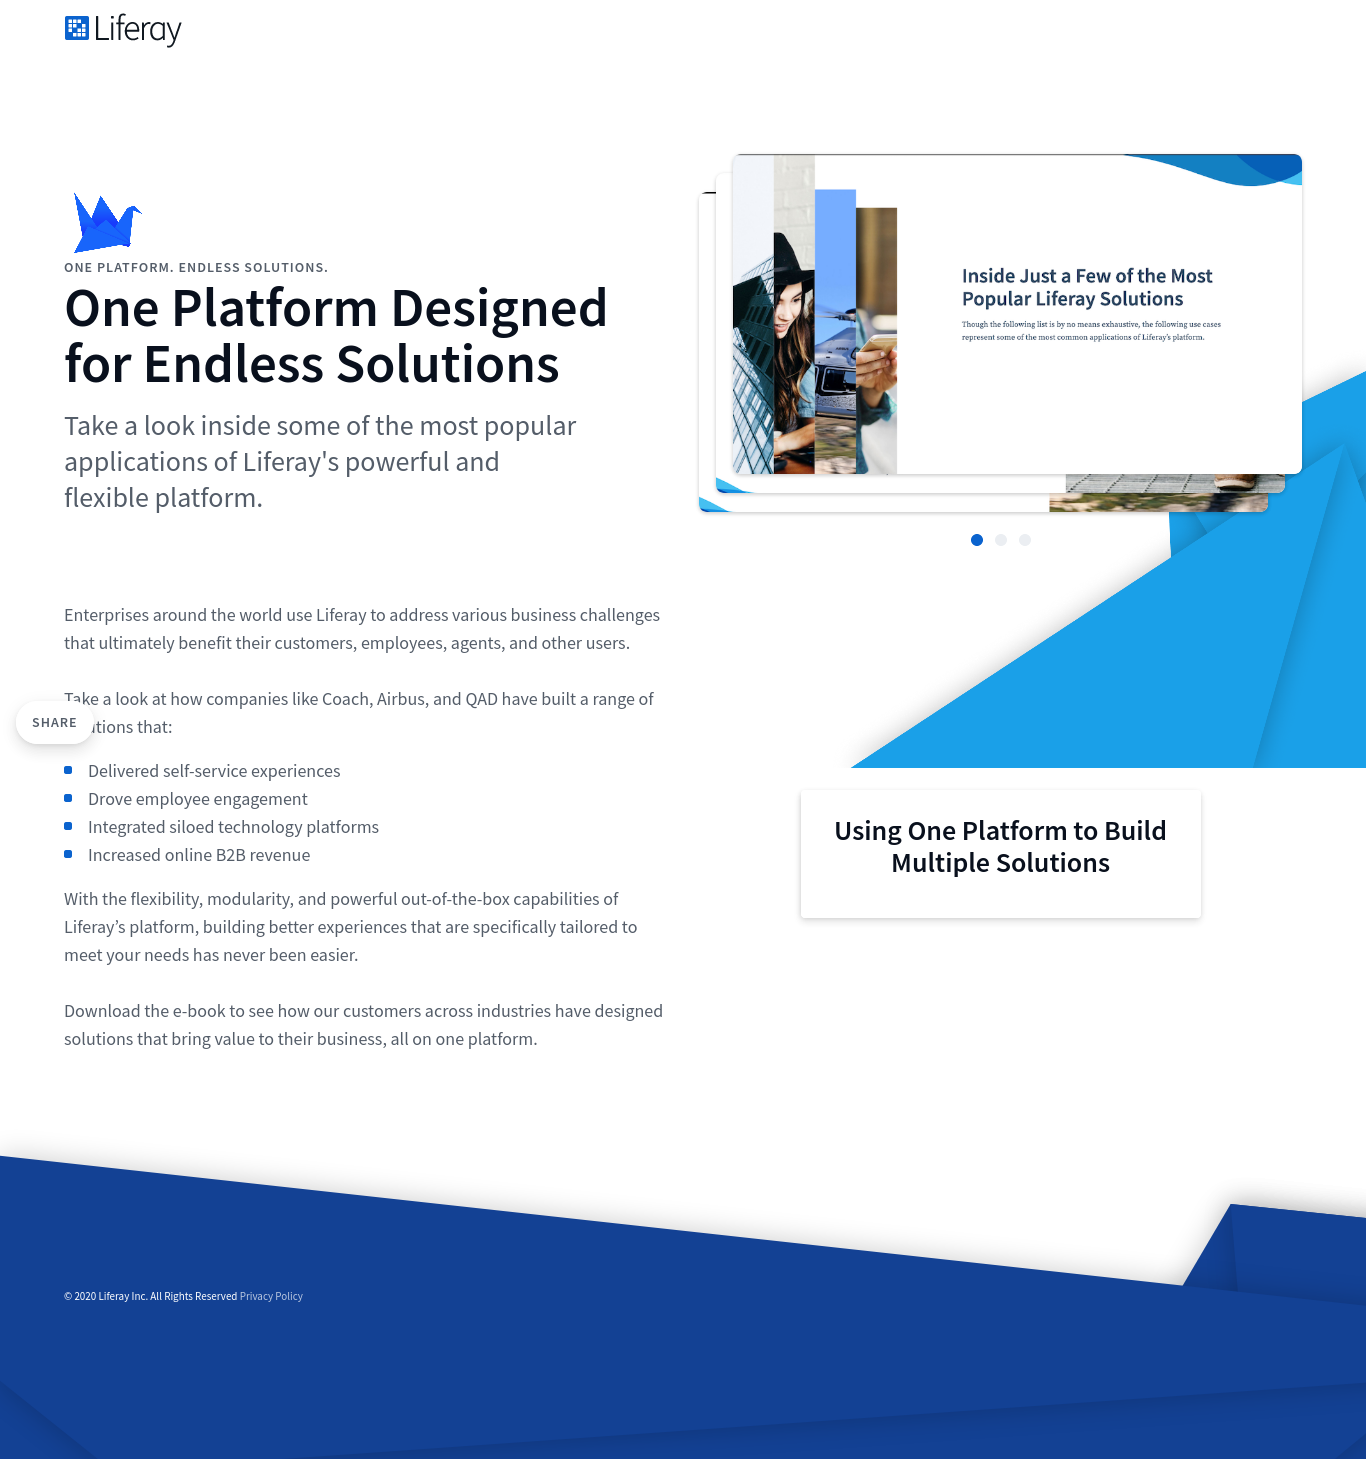 Liferay
ONE PLATFORM. ENDLESS SOLUTIONS.
One Platform Designed
for Endless Solutions
Take a look inside some of the most popular
applications of Liferay's powerful and
flexible platform.
Inside Just a Few of the Most
Popular Liferay Solutions
Though the following list is by no means exhaustive, the following use cases
represent some of the most common applications of Liferay's platform.
Enterprises around the world use Liferay to address various business challenges
that ultimately benefit their customers, employees, agents, and other users.
Take a look at how companies like Coach, Airbus, and QAD have built a range of
tions that:
SHARE
Delivered self-service experiences
Drove employee engagement
Integrated siloed technology platforms
Increased online B2B revenue
With the flexibility, modularity, and powerful out-of-the-box capabilities of
Liferay’s platform, building better experiences that are specifically tailored to
meet your needs has never been easier.
Download the e-book to see how our customers across industries have designed
solutions that bring value to their business, all on one platform.
Using One Platform to Build
Multiple Solutions
© 2020 Liferay Inc. All Rights Reserved Privacy Policy